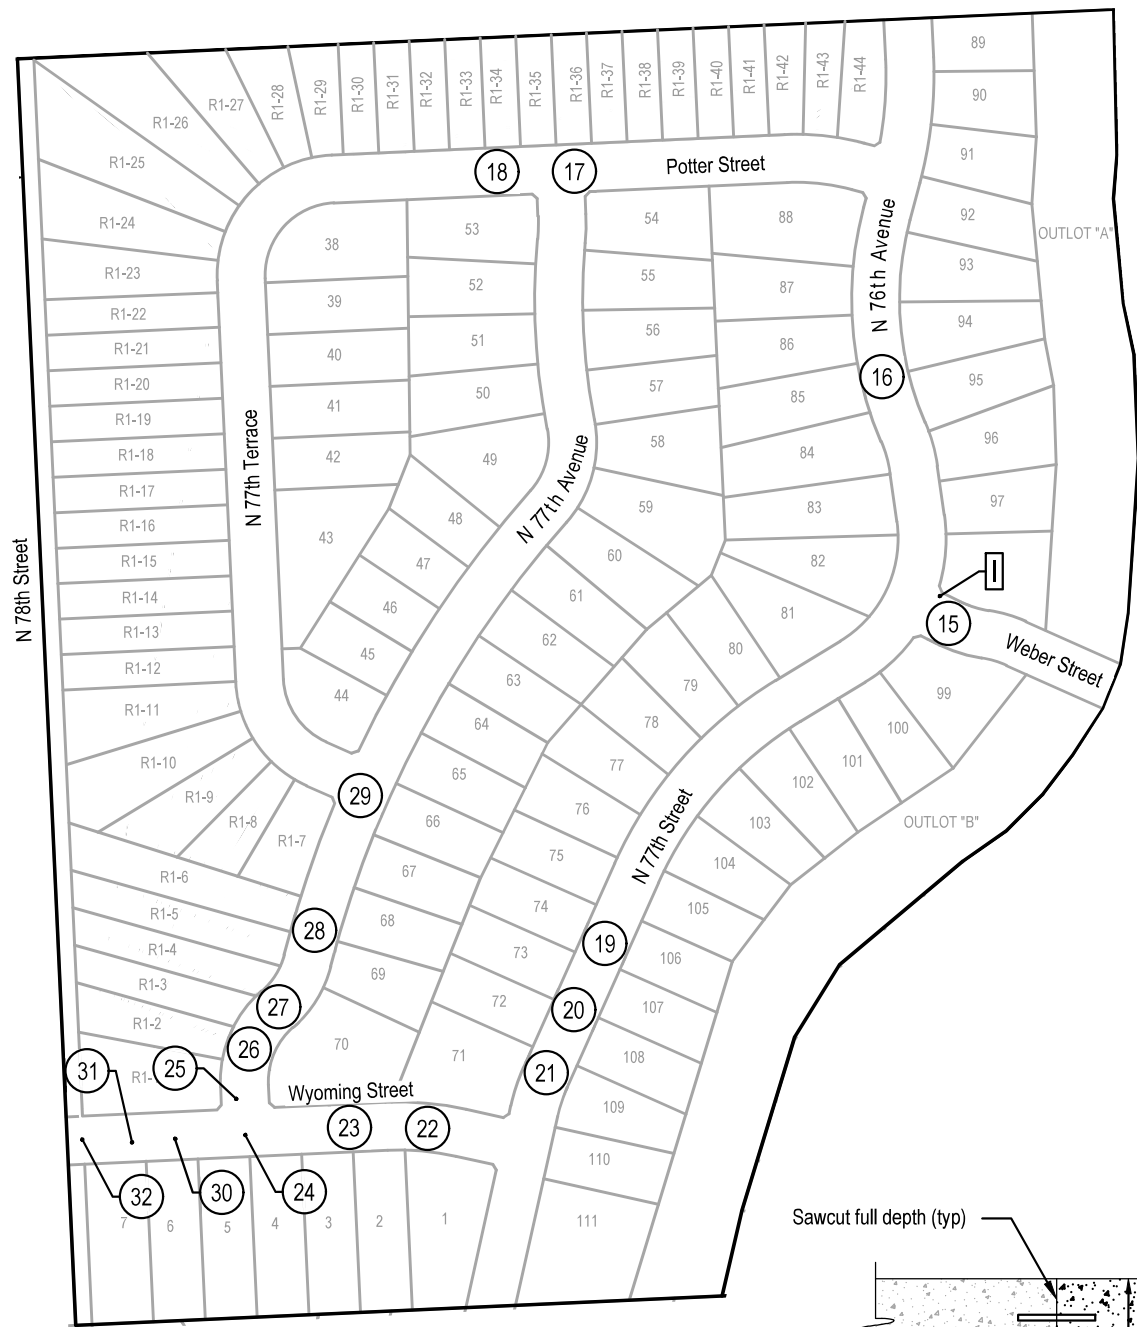 R1-27
R1-28
R1-29
R1-30
R1-31
R1-32
R1-33
R1-34
R1-35
R1-36
R1-37
R1-38
R1-39
R1-40
R1-41
R1-42
R1-43
R1-44
89
90
R1-26
R1-25
18
17
Potter Street
91
R1-24
38
53
54
88
N 76th Avenue
92
OUTLOT "A"
R1-23
39
52
55
87
93
R1-22
51
56
86
94
R1-21
40
R1-20
50
57
85
16
95
R1-19
41
N 77th Terrace
R1-18
42
49
58
84
96
N 77th Avenue
R1-17
43
48
59
83
97
R1-16
R1-15
47
60
82
N 78th Street
I
R1-14
46
61
81
15
R1-13
45
62
80
Weber Street
R1-12
44
63
79
99
R1-11
64
78
100
R1-10
65
77
101
R1-9
29
66
76
102
R1-8
R1-7
67
75
103
OUTLOT "B"
N 77th Street
R1-6
68
74
104
R1-5
28
105
R1-4
69
73
19
106
R1-3
27
72
20
107
R1-2
26
70
71
108
31
R1-
25
Wyoming Street
21
109
23
22
110
32
30
24
7
6
5
4
3
2
1
111
Sawcut full depth (typ)